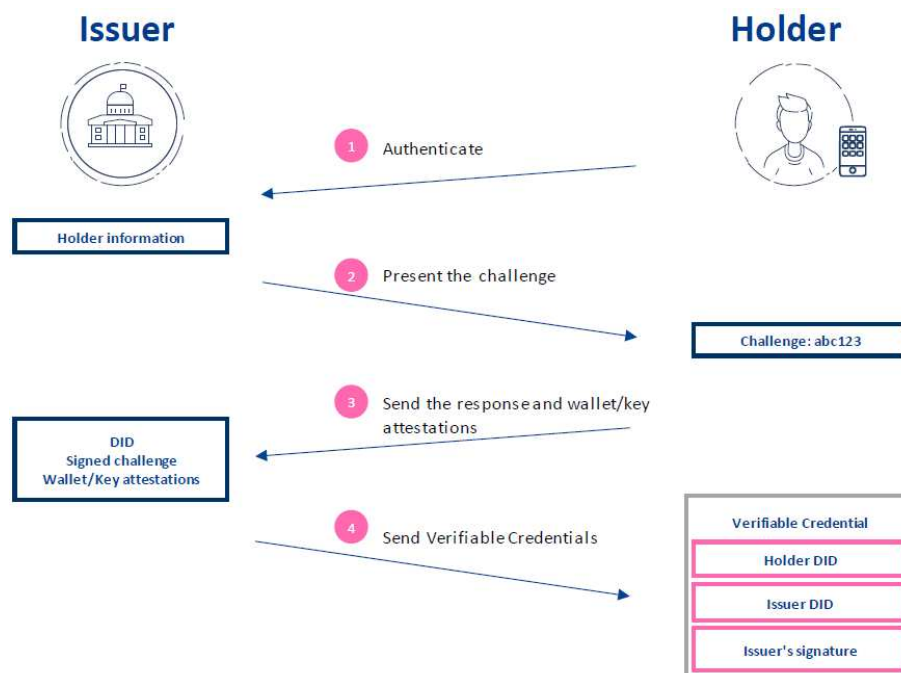 Issuer
Holder
1
Authenticate
Holder information
2
Present the challenge
Challenge: abc123
3
Send the response and wallet/key
attestations
DID
Signed challenge
Wallet/Key attestations
4
Send Verifiable Credentials
Verifiable Credential
Holder DID
Issuer DID
Issuer's signature